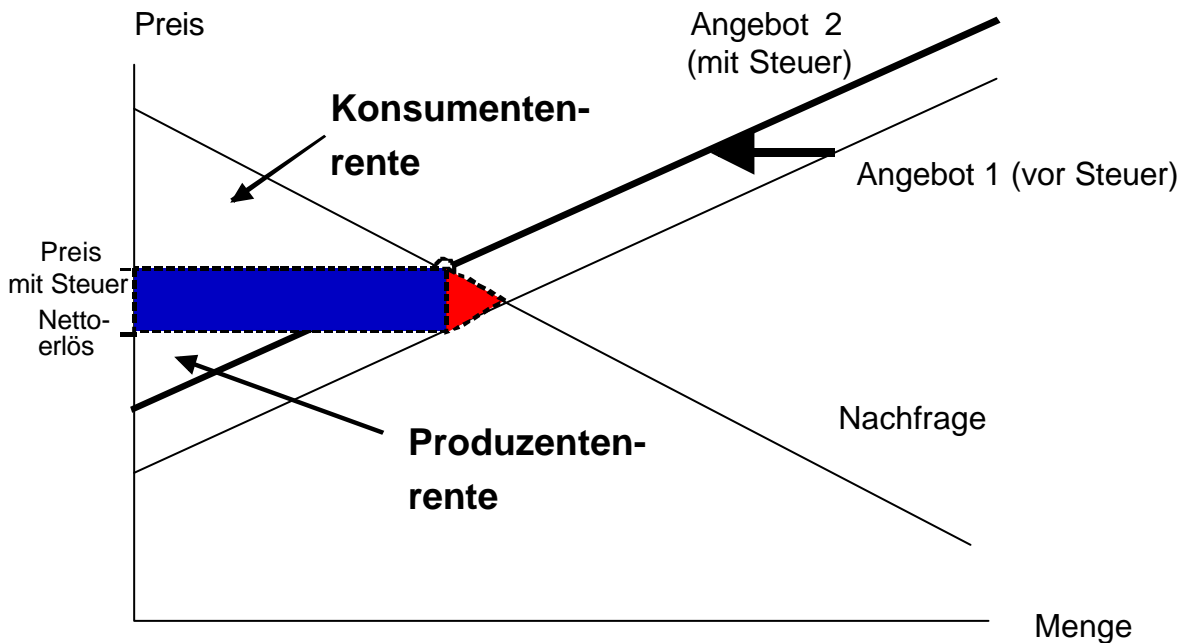 Preis
Angebot 2
(mit Steuer)
Konsumenten-
rente
Angebot 1 (vor Steuer)
Preis
mit Steuer
Netto-
erlös
Nachfrage
Produzenten-
rente
Menge